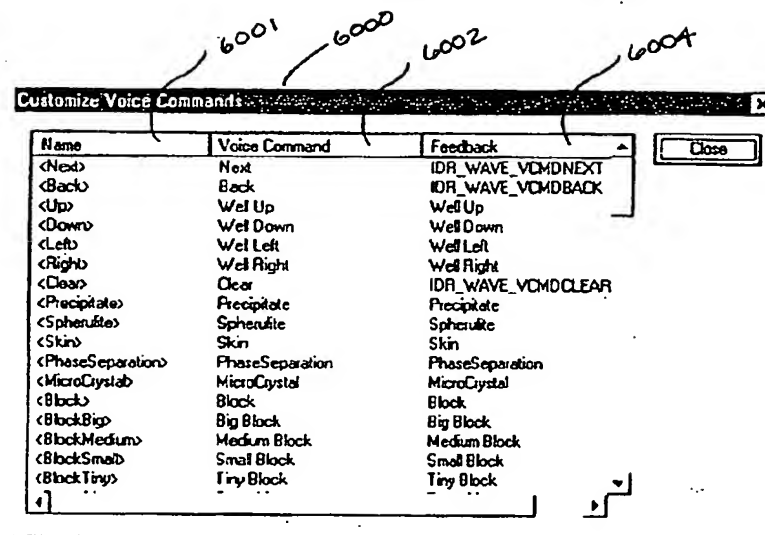 6001 6000 6002 6004
Customize Voice Commands
Name Voice Command Feedback Close
<Next> Next IDR_WAVE_VCMDNEXT
<Back> Back IDR_WAVE_VCMDBACK
<Up> Well Up Well Up
<Down> Well Down Well Down
<Left> Well Left Well Left
<Right> Well Right Well Right
<Clear> Clear IDR_WAVE_VCMDCLEAR
<Precipitate> Precipitate Precipitate
<Spherulite> Spherulite Spherulite
<Skin> Skin Skin
<PhaseSeparation> PhaseSeparation PhaseSeparation
<MicroCrystal> MicroCrystal MicroCrystal
<Block> Block Block
<BlockBig> Big Block Big Block
<BlockMedium> Medium Block Medium Block
<BlockSmall> Small Block Small Block
<BlockTiny> Tiny Block Tiny Block